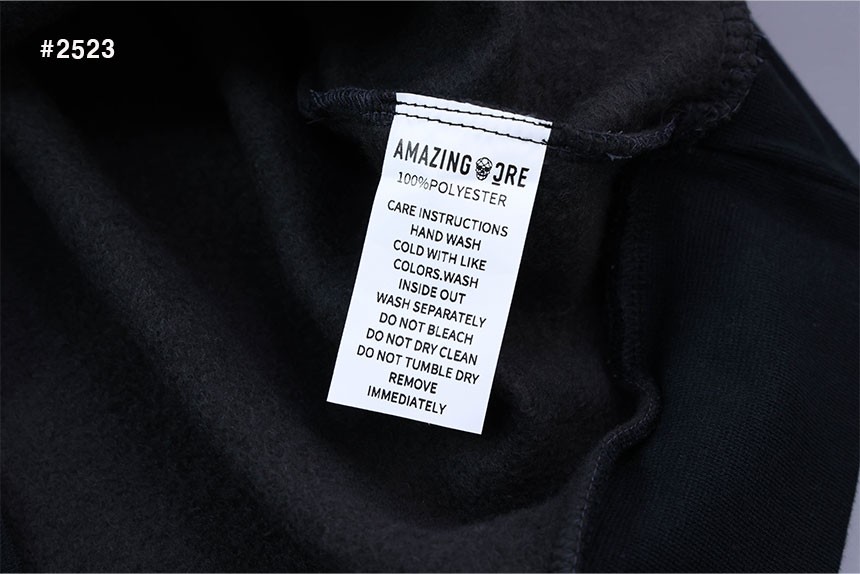 #2523
AMAZING CORE
100%POLYESTER
CARE INSTRUCTIONS
HAND WASH
COLD WITH LIKE
COLORS.WASH
INSIDE OUT
WASH SEPARATELY
DO NOT BLEACH
DO NOT DRY CLEAN
DO NOT TUMBLE DRY
REMOVE
IMMEDIATELY